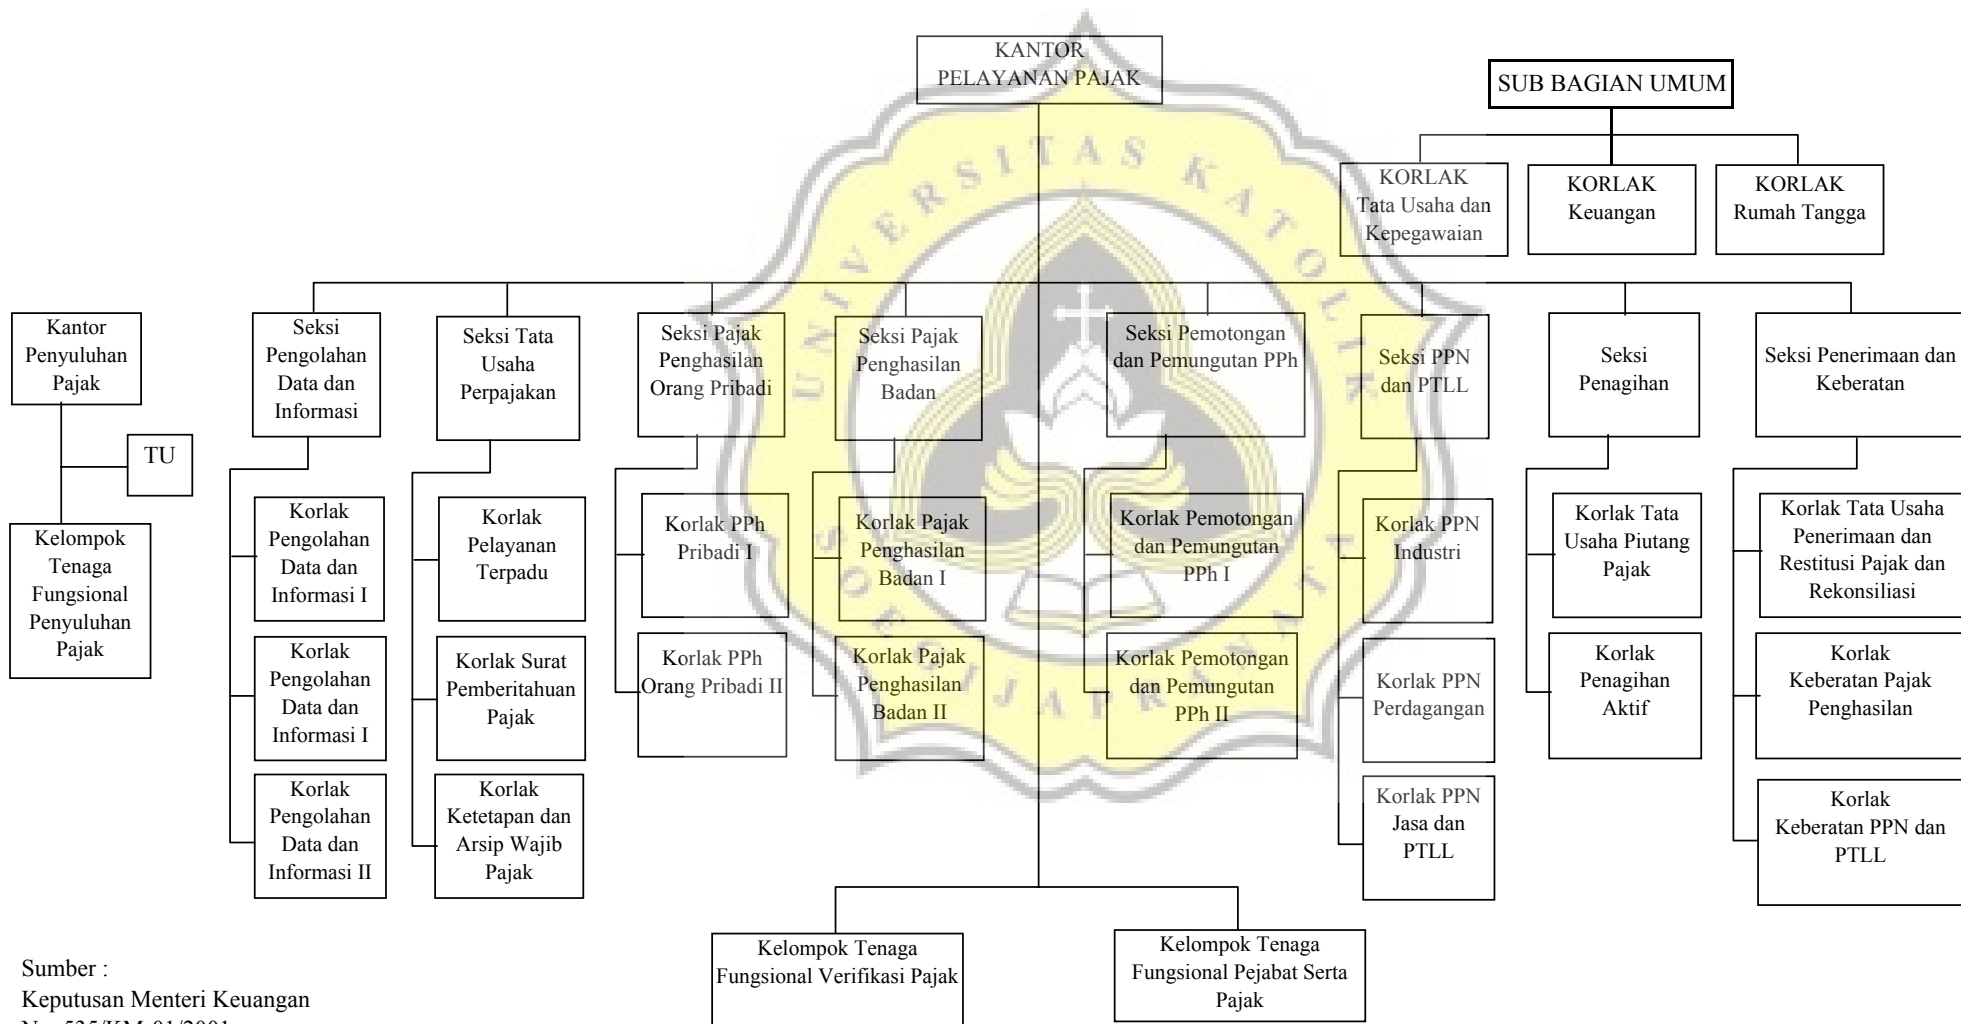 KANTOR
PELAYANAN PAJAK
SUB BAGIAN UMUM
KORLAK
Tata Usaha dan
Kepegawaian
KORLAK
Keuangan
KORLAK
Rumah Tangga
Kantor
Penyuluhan
Pajak
TU
Kelompok
Tenaga
Fungsional
Penyuluhan
Pajak
Seksi
Pengolahan
Data dan
Informasi
Seksi Tata
Usaha
Perpajakan
Seksi Pajak
Penghasilan
Orang Pribadi
Seksi Pajak
Penghasilan
Badan
Seksi Pemotongan
dan Pemungutan PPh
Seksi PPN
dan PTLL
Seksi
Penagihan
Seksi Penerimaan dan
Keberatan
Korlak
Pengolahan
Data dan
Informasi I
Korlak
Pelayanan
Terpadu
Korlak PPh
Pribadi I
Korlak Pajak
Penghasilan
Badan I
Korlak Pemotongan
dan Pemungutan
PPh I
Korlak PPN
Industri
Korlak Tata
Usaha Piutang
Pajak
Korlak Tata Usaha
Penerimaan dan
Restitusi Pajak dan
Rekonsiliasi
Korlak
Pengolahan
Data dan
Informasi I
Korlak Surat
Pemberitahuan
Pajak
Korlak PPh
Orang Pribadi II
Korlak Pajak
Penghasilan
Badan II
Korlak Pemotongan
dan Pemungutan
PPh II
Korlak PPN
Perdagangan
Korlak
Penagihan
Aktif
Korlak
Keberatan Pajak
Penghasilan
Korlak
Pengolahan
Data dan
Informasi II
Korlak
Ketetapan dan
Arsip Wajib
Pajak
Korlak PPN
Jasa dan
PTLL
Korlak
Keberatan PPN dan
PTLL
Kelompok Tenaga
Fungsional Verifikasi Pajak
Kelompok Tenaga
Fungsional Pejabat Serta
Pajak
UNIVERSITAS KATOLIK
SOEGIJAPRANATA
Sumber :
Keputusan Menteri Keuangan